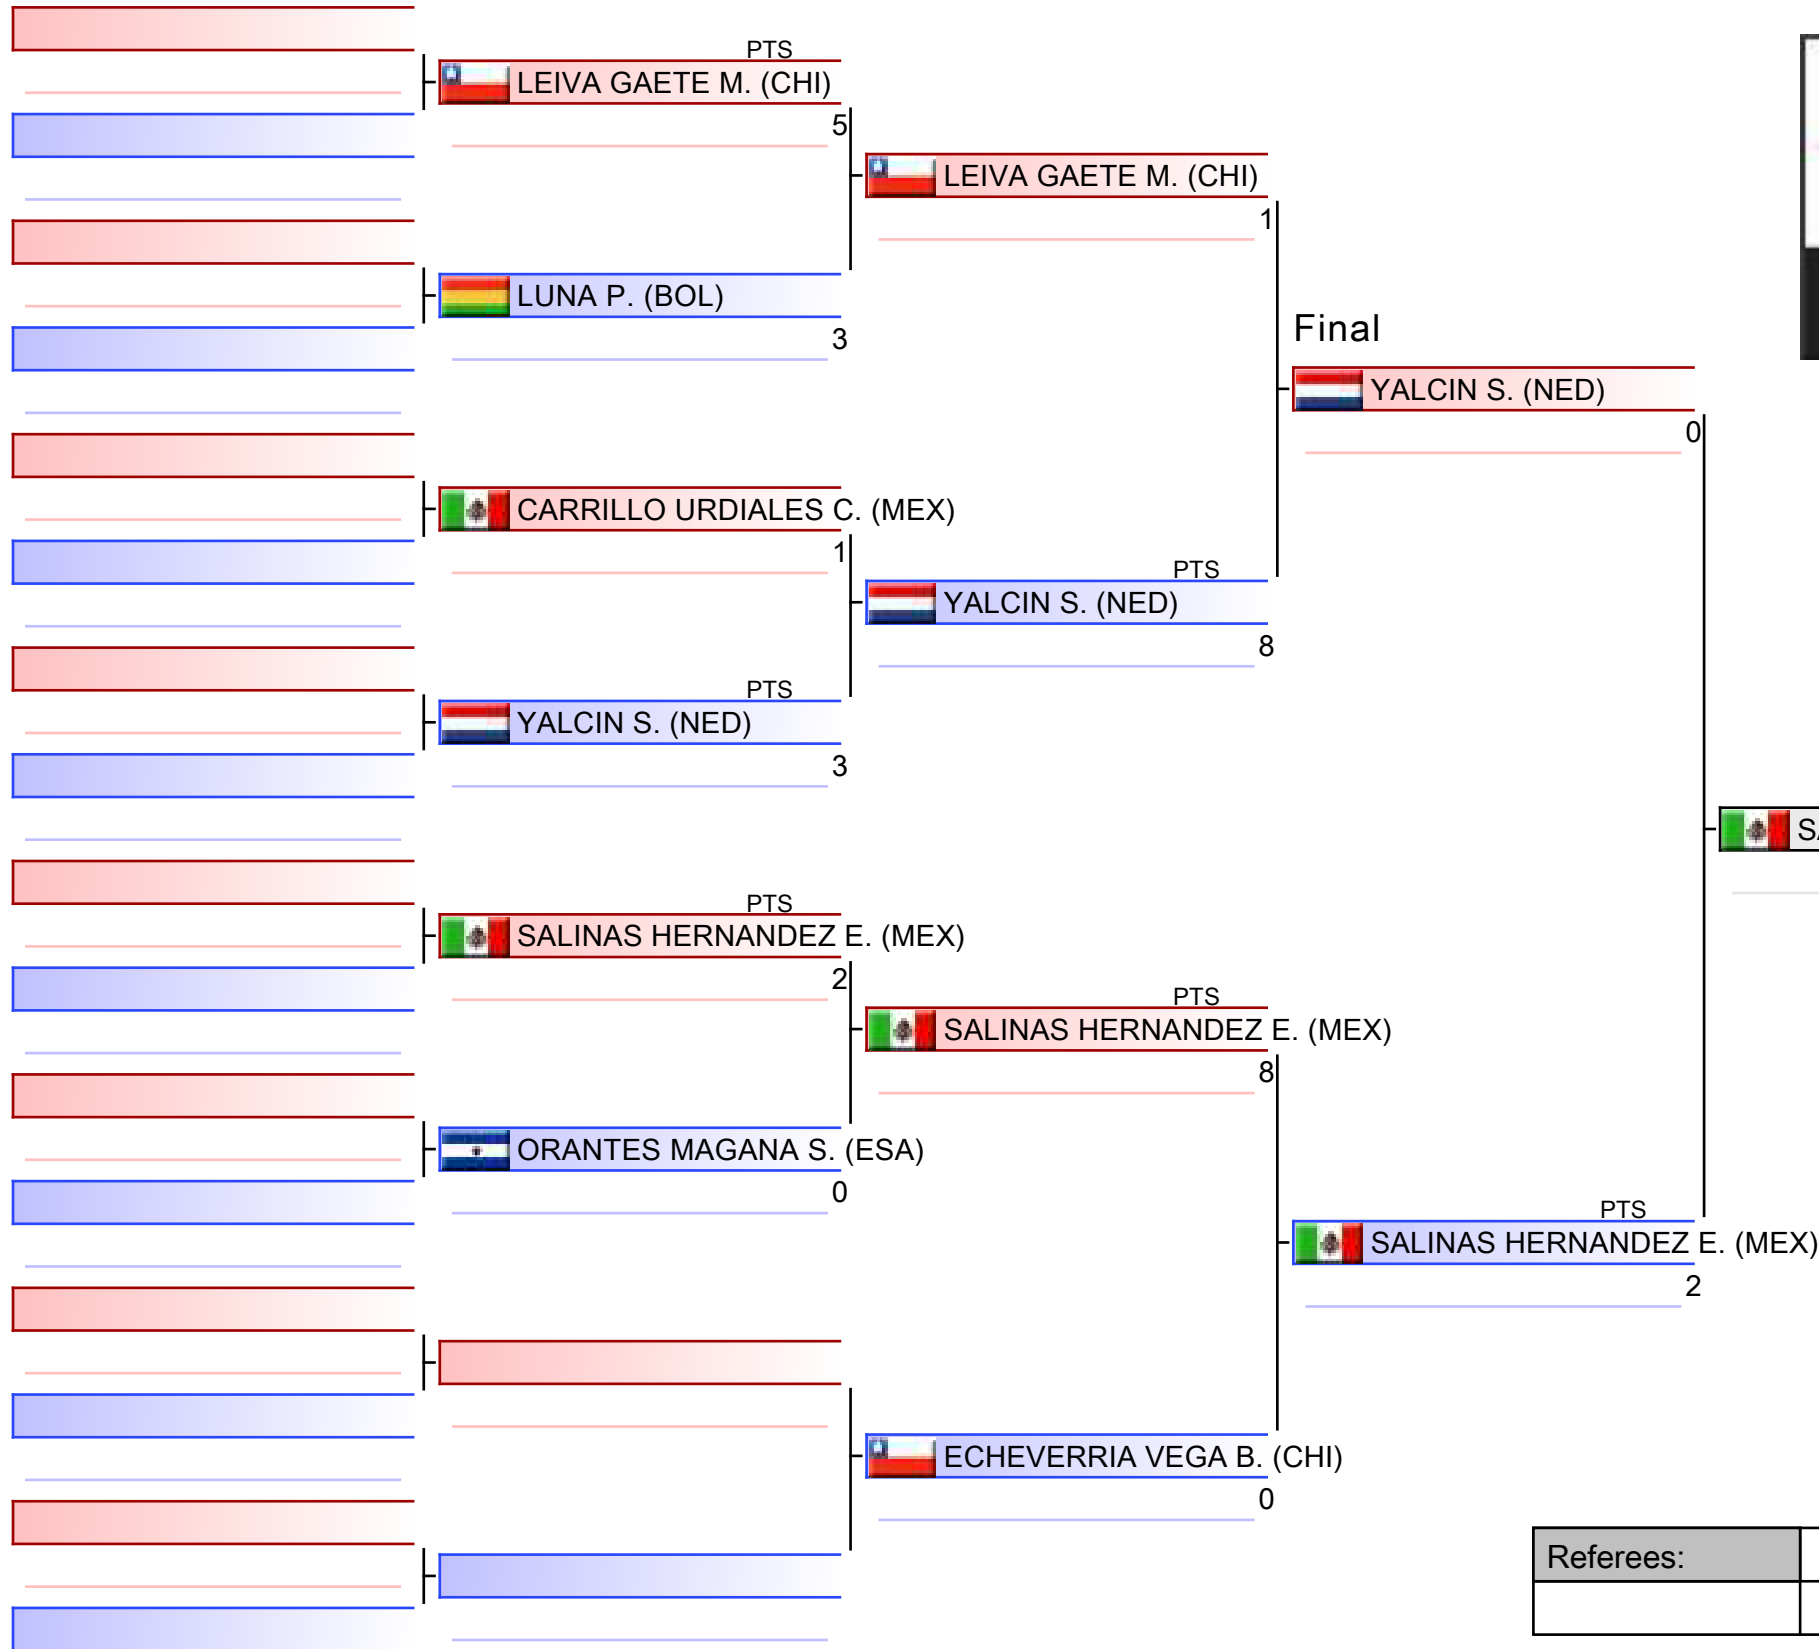 PTS
LEIVA GAETE M. (CHI)
5
LUNA P. (BOL)
3
CARRILLO URDIALES C. (MEX)
1
PTS
YALCIN S. (NED)
3
PTS
SALINAS HERNANDEZ E. (MEX)
2
ORANTES MAGANA S. (ESA)
0
LEIVA GAETE M. (CHI)
1
PTS
YALCIN S. (NED)
8
PTS
SALINAS HERNANDEZ E. (MEX)
8
ECHEVERRIA VEGA B. (CHI)
0
Final
YALCIN S. (NED)
0
PTS
SALINAS HERNANDEZ E. (MEX)
2
Referees: